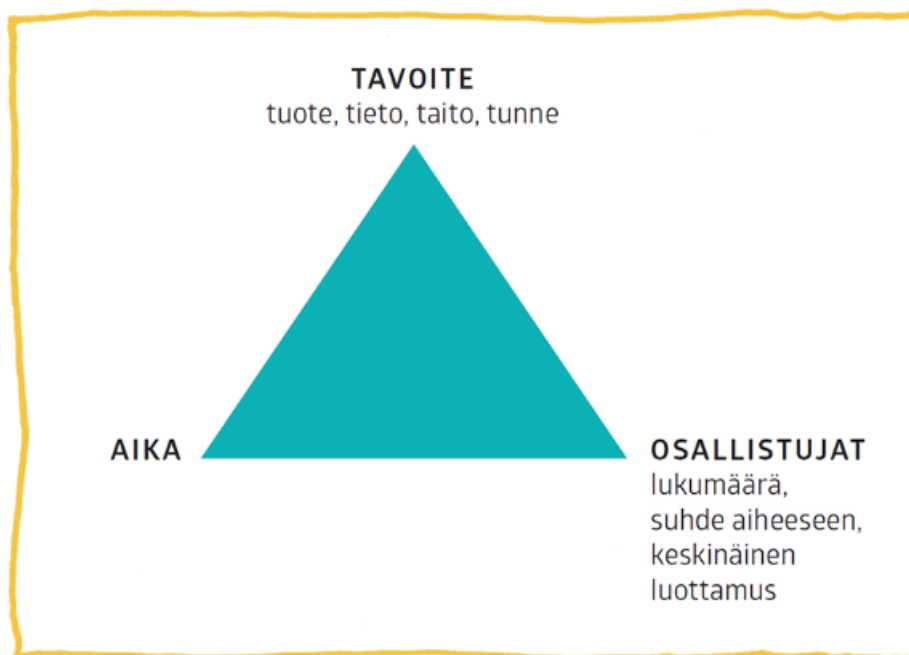 TAVOITE
tuote, tieto, taito, tunne
AIKA
OSALLISTUJAT
lukumäärä,
suhde aiheeseen,
keskinäinen
luottamus